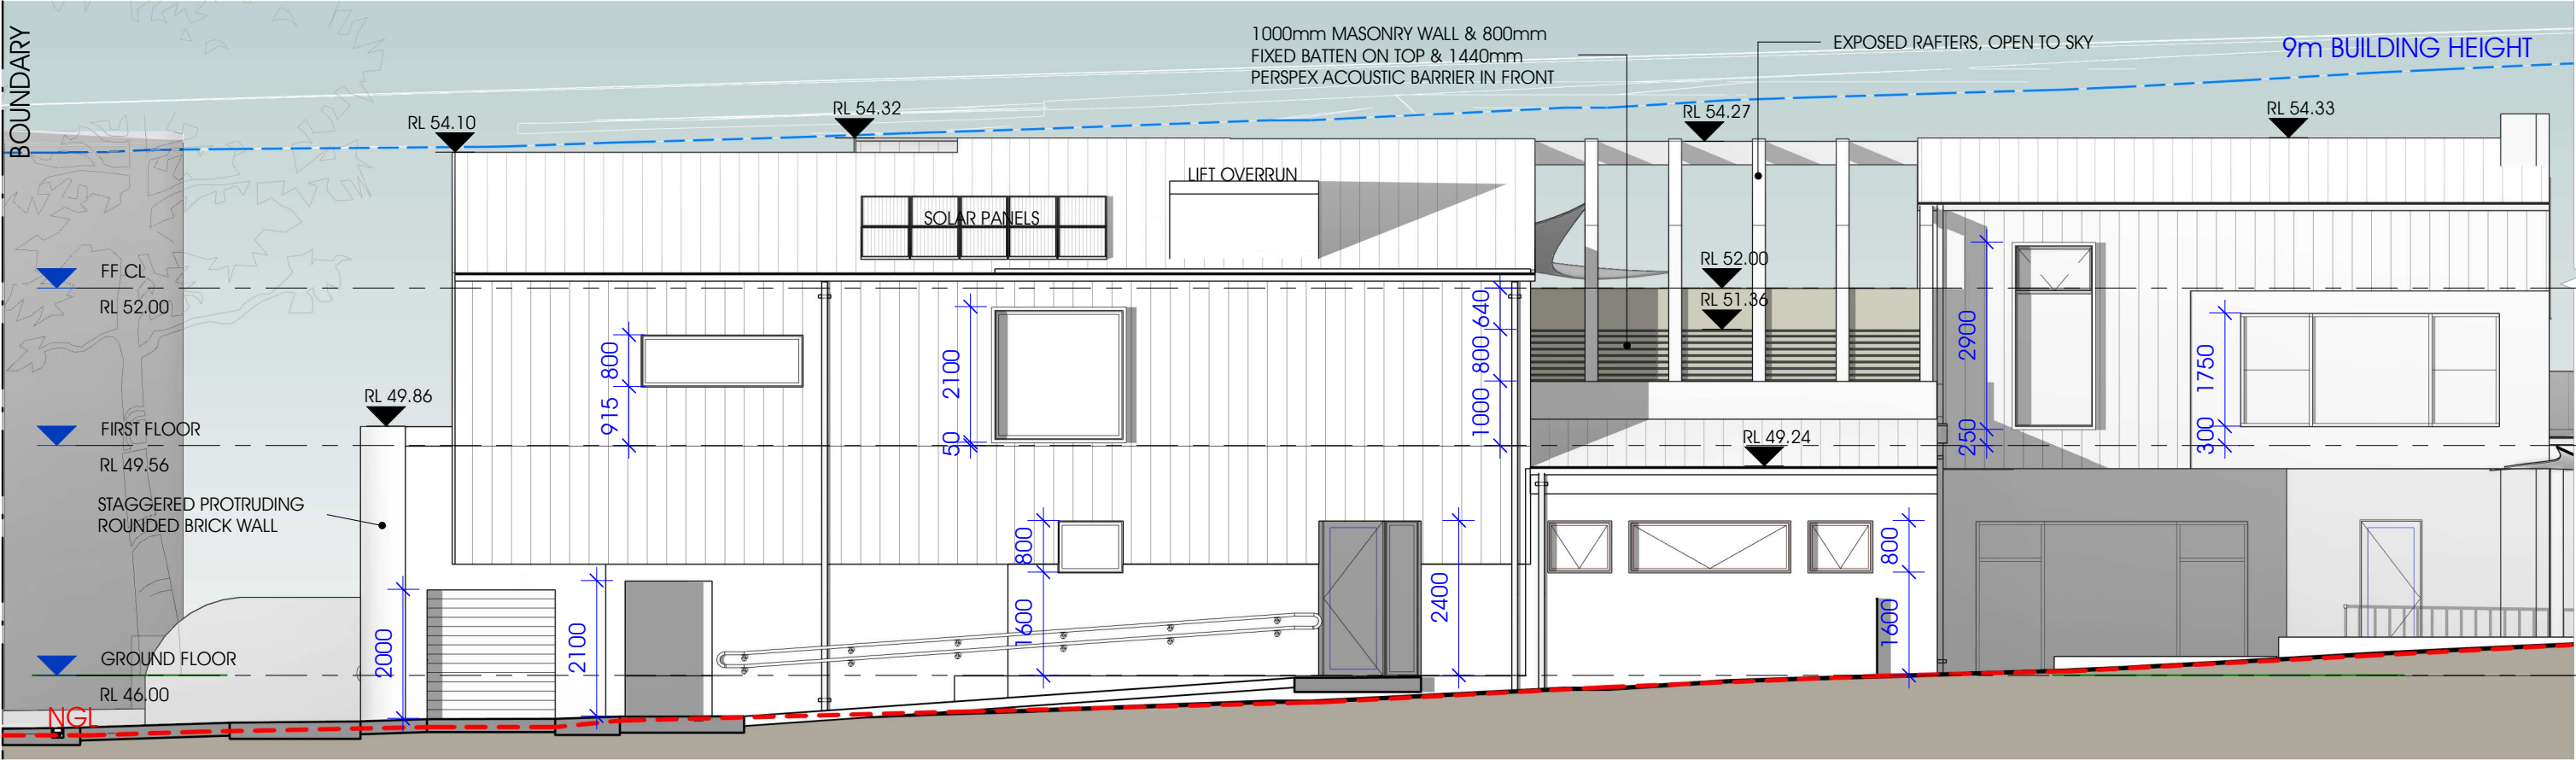 BOUNDARY
1000mm MASONRY WALL & 800mm
FIXED BATTEN ON TOP & 1440mm
PERSPEX ACOUSTIC BARRIER IN FRONT
EXPOSED RAFTERS, OPEN TO SKY
9m BUILDING HEIGHT
RL 54.10
RL 54.32
RL 54.27
RL 54.33
LIFT OVERRUN
SOLAR PANELS
FF CL
RL 52.00
RL 52.00
RL 51.36
640
800
1000
800
915
2100
50
2900
250
1750
300
RL 49.86
FIRST FLOOR
RL 49.56
RL 49.24
STAGGERED PROTRUDING
ROUNDED BRICK WALL
800
1600
2400
800
1600
2000
2100
GROUND FLOOR
RL 46.00
NGL